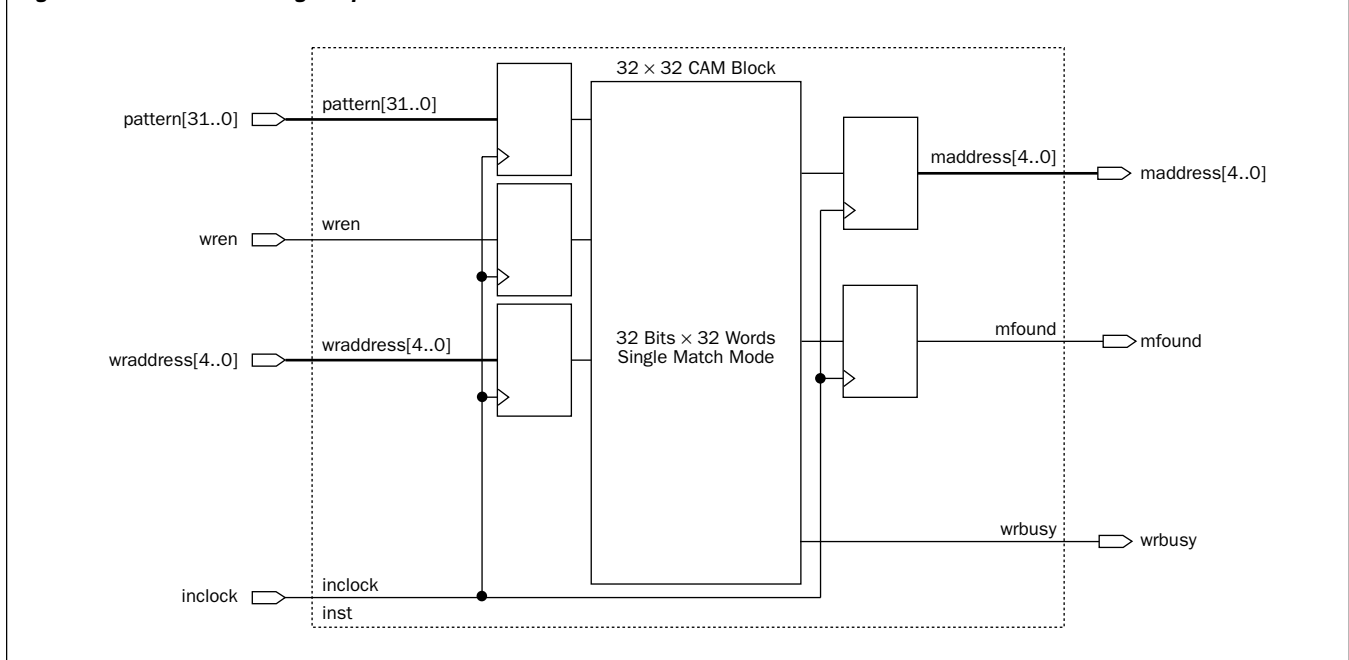 32 × 32 CAM Block
pattern[31..0]
pattern[31..0]
maddress[4..0]
maddress[4..0]
wren
wren
32 Bits × 32 Words
Single Match Mode
mfound
mfound
wraddress[4..0]
wraddress[4..0]
wrbusy
wrbusy
inclock
inclock
inst